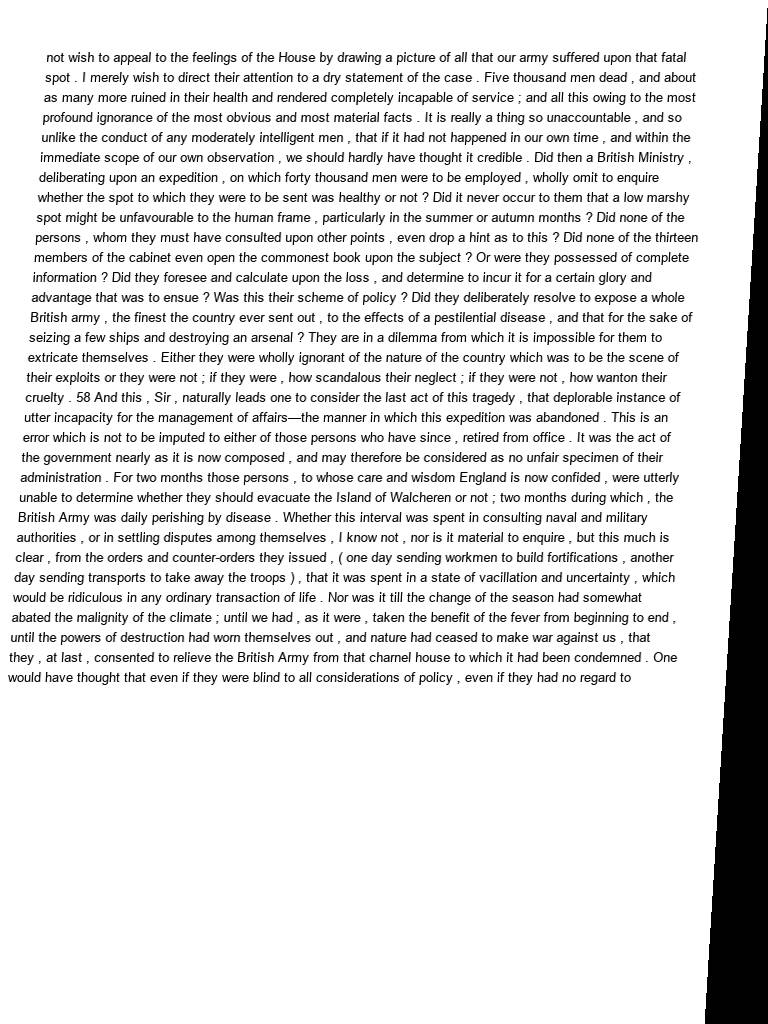 not wish to appeal to the feelings of the House by drawing a picture of all that our army suffered upon that fatal
spot . I merely wish to direct their attention to a dry statement of the case . Five thousand men dead , and about
as many more ruined in their health and rendered completely incapable of service ; and all this owing to the most
profound ignorance of the most obvious and most material facts . It is really a thing so unaccountable , and so
unlike the conduct of any moderately intelligent men , that if it had not happened in our own time , and within the
immediate scope of our own observation , we should hardly have thought it credible . Did then a British Ministry ,
deliberating upon an expedition , on which forty thousand men were to be employed , wholly omit to enquire
whether the spot to which they were to be sent was healthy or not ? Did it never occur to them that a low marshy
spot might be unfavourable to the human frame , particularly in the summer or autumn months ? Did none of the
persons , whom they must have consulted upon other points , even drop a hint as to this ? Did none of the thirteen
members of the cabinet even open the commonest book upon the subject ? Or were they possessed of complete
information ? Did they foresee and calculate upon the loss , and determine to incur it for a certain glory and
advantage that was to ensue ? Was this their scheme of policy ? Did they deliberately resolve to expose a whole
British army , the finest the country ever sent out , to the effects of a pestilential disease , and that for the sake of
seizing a few ships and destroying an arsenal ? They are in a dilemma from which it is impossible for them to
extricate themselves . Either they were wholly ignorant of the nature of the country which was to be the scene of
their exploits or they were not ; if they were , how scandalous their neglect ; if they were not , how wanton their
cruelty . 58 And this , Sir , naturally leads one to consider the last act of this tragedy , that deplorable instance of
utter incapacity for the management of affairs—the manner in which this expedition was abandoned . This is an
error which is not to be imputed to either of those persons who have since , retired from office . It was the act of
the government nearly as it is now composed , and may therefore be considered as no unfair specimen of their
administration . For two months those persons , to whose care and wisdom England is now confided , were utterly
unable to determine whether they should evacuate the Island of Walcheren or not ; two months during which , the
British Army was daily perishing by disease . Whether this interval was spent in consulting naval and military
authorities , or in settling disputes among themselves , I know not , nor is it material to enquire , but this much is
clear , from the orders and counter-orders they issued , ( one day sending workmen to build fortifications , another
day sending transports to take away the troops ) , that it was spent in a state of vacillation and uncertainty , which
would be ridiculous in any ordinary transaction of life . Nor was it till the change of the season had somewhat
abated the malignity of the climate ; until we had , as it were , taken the benefit of the fever from beginning to end ,
until the powers of destruction had worn themselves out , and nature had ceased to make war against us , that
they , at last , consented to relieve the British Army from that charnel house to which it had been condemned . One
would have thought that even if they were blind to all considerations of policy , even if they had no regard to